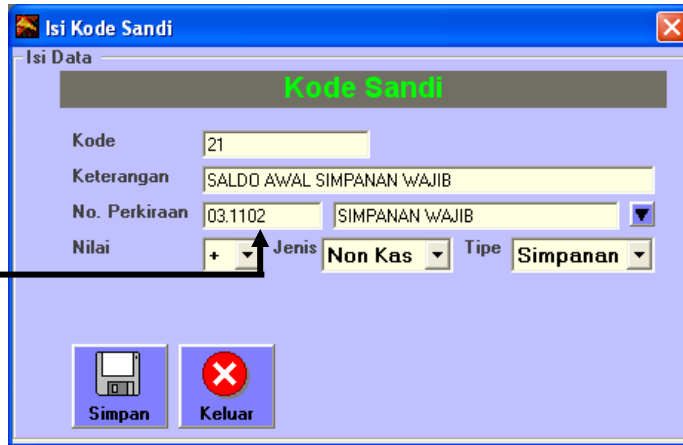 Isi Kode Sandi
Isi Data
Kode Sandi
Kode 21
Keterangan SALDO AWAL SIMPANAN WAJIB
No. Perkiraan 03.1102 SIMPANAN WAJIB
Nilai + Jenis Non Kas Tipe Simpanan
Simpan Keluar